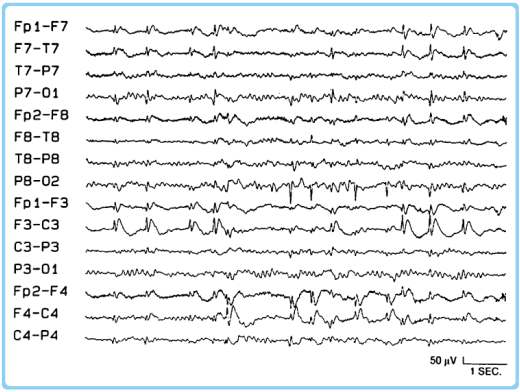 Fp1-F7
F7-T7
T7-P7
P7-O1
Fp2-F8
F8-T8
T8-P8
P8-O2
Fp1-F3
F3-C3
C3-P3
P3-O1
Fp2-F4
F4-C4
C4-P4
50 µV
1 SEC.